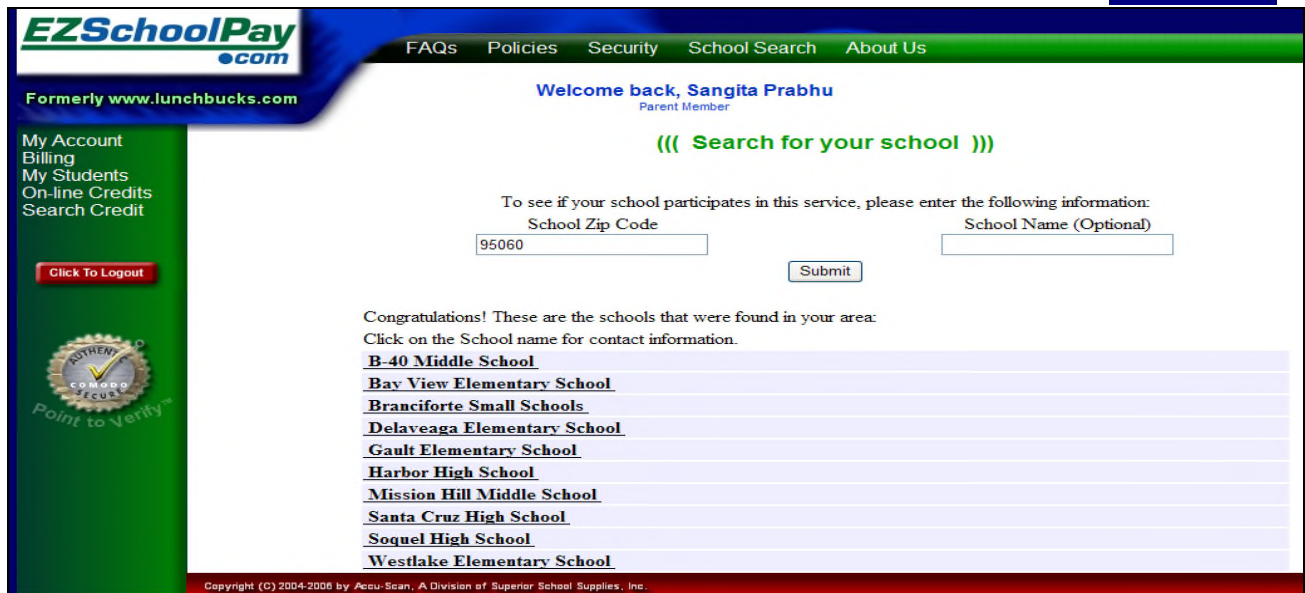 EZSchoolPay
.com
FAQs Policies Security School Search About Us
Formerly www.lunchbucks.com
Welcome back, Sangita Prabhu
Parent Member
My Account
Billing
My Students
On-line Credits
Search Credit
Click To Logout
AUTHENTIC
COMODO
SECURE
Point to Verify™
((( Search for your school )))
To see if your school participates in this service, please enter the following information:
School Zip Code School Name (Optional)
95060
Submit
Congratulations! These are the schools that were found in your area:
Click on the School name for contact information.
B-40 Middle School
Bay View Elementary School
Branciforte Small Schools
Delaveaga Elementary School
Gault Elementary School
Harbor High School
Mission Hill Middle School
Santa Cruz High School
Soquel High School
Westlake Elementary School
Copyright (C) 2004-2006 by Accu-Scan, A Division of Superior School Supplies, Inc.